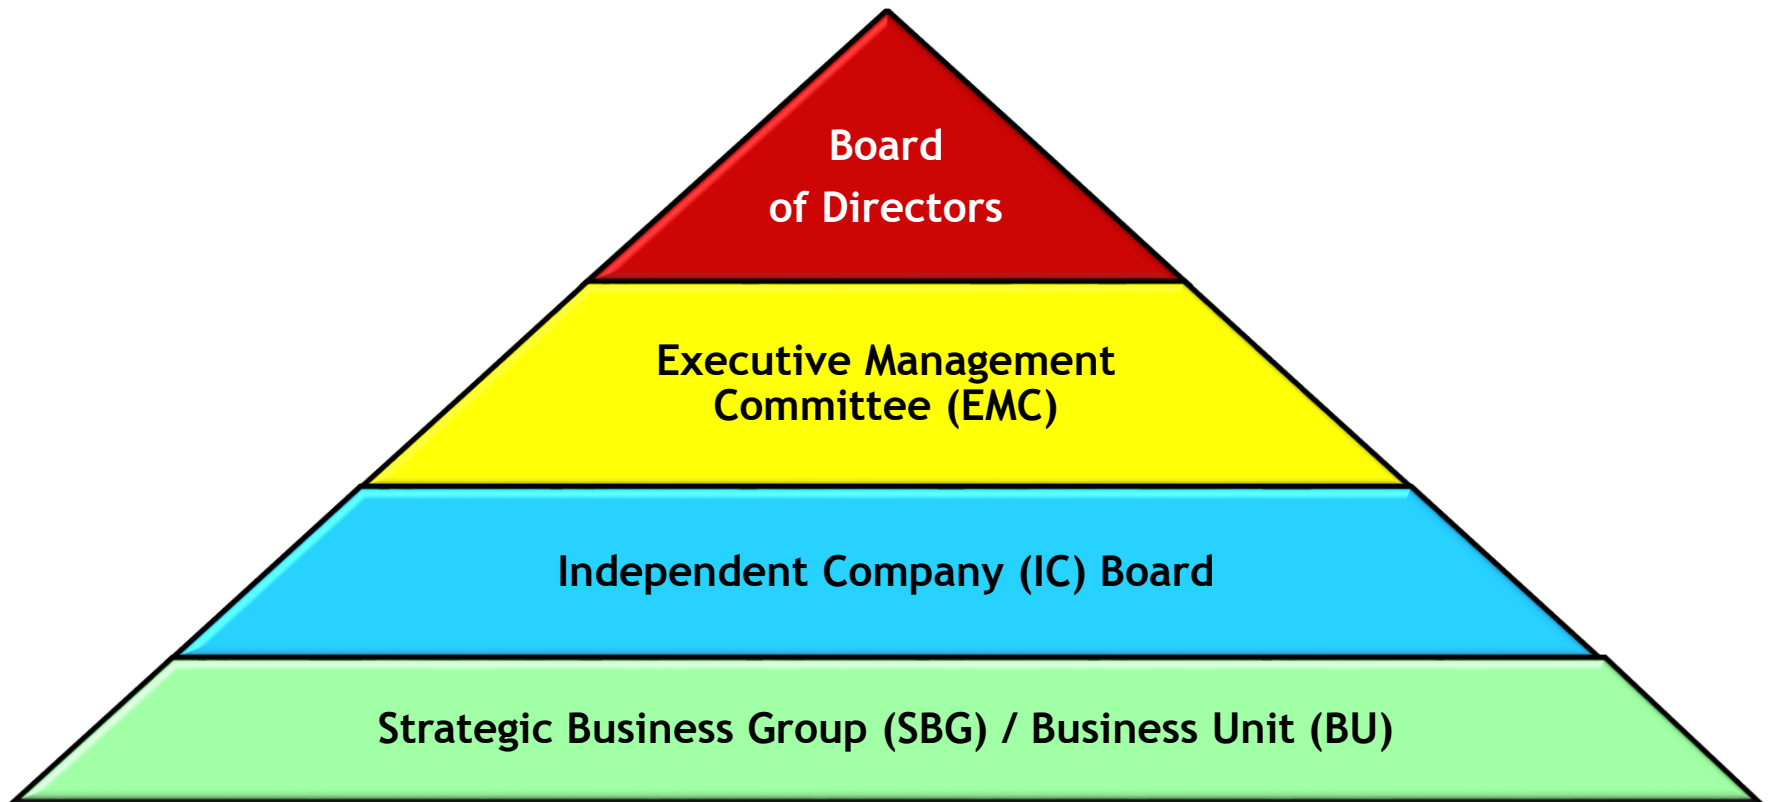 Board
of Directors
Executive Management
Committee (EMC)
Independent Company (IC) Board
Strategic Business Group (SBG) / Business Unit (BU)